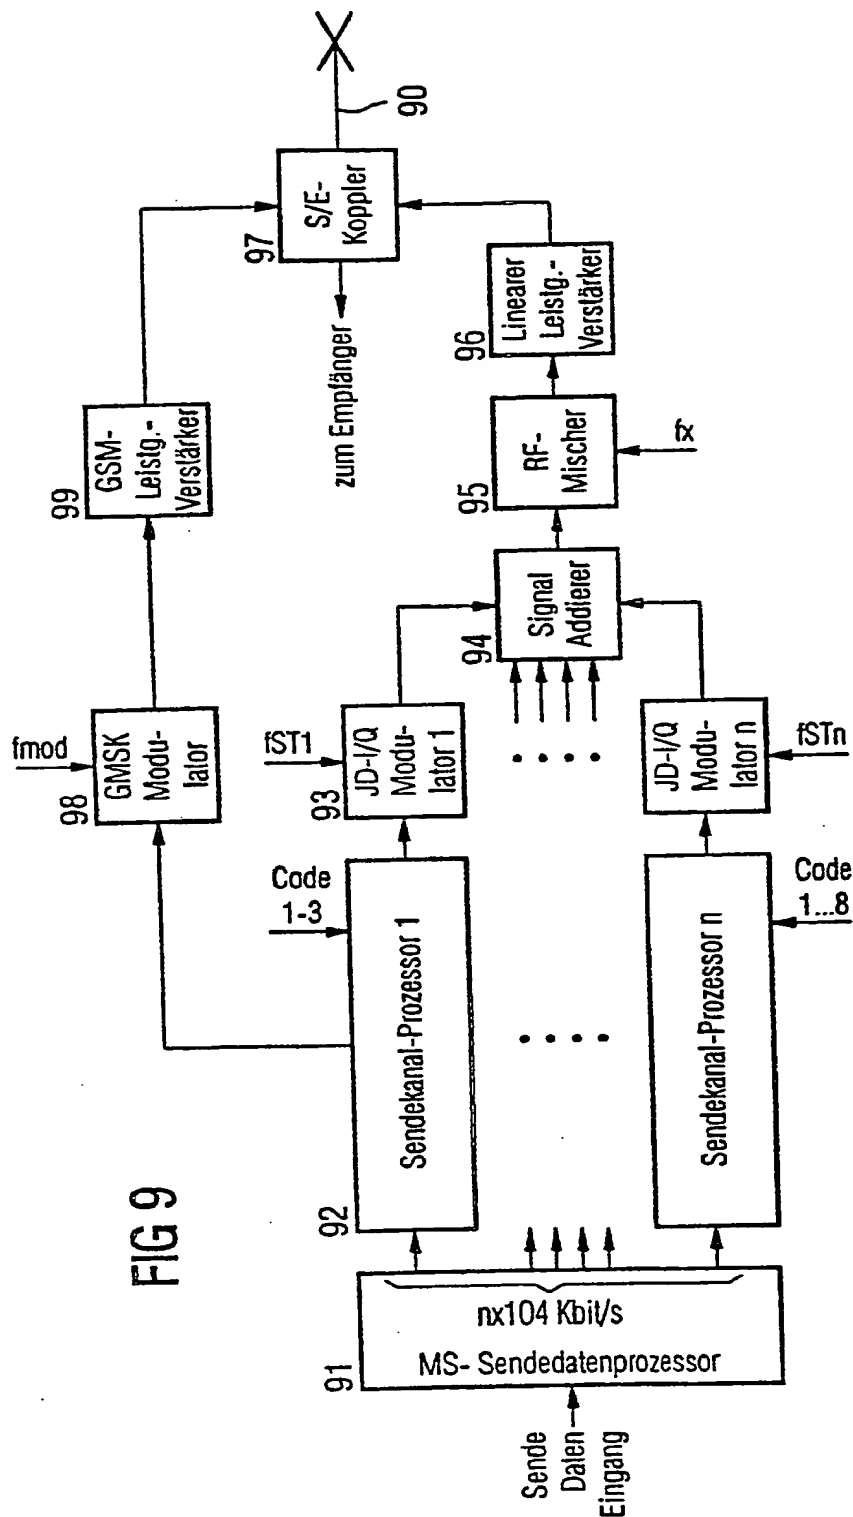 FIG 9
Sende
Daten
Eingang
91
nx104 Kbit/s
MS- Sendedatenprozessor
92
Sendekanal-Prozessor 1
Code
1-3
Sendekanal-Prozessor n
Code
1...8
fmod
98
GMSK
Modu-
lator
fST1
93
JD-I/Q
Modu-
lator 1
JD-I/Q
Modu-
lator n
fSTn
99
GSM-
Leistg.-
Verstärker
94
Signal
Addierer
95
RF-
Mischer
fx
96
Linearer
Leistg.-
Verstärker
97
S/E-
Koppler
zum Empfänger
90